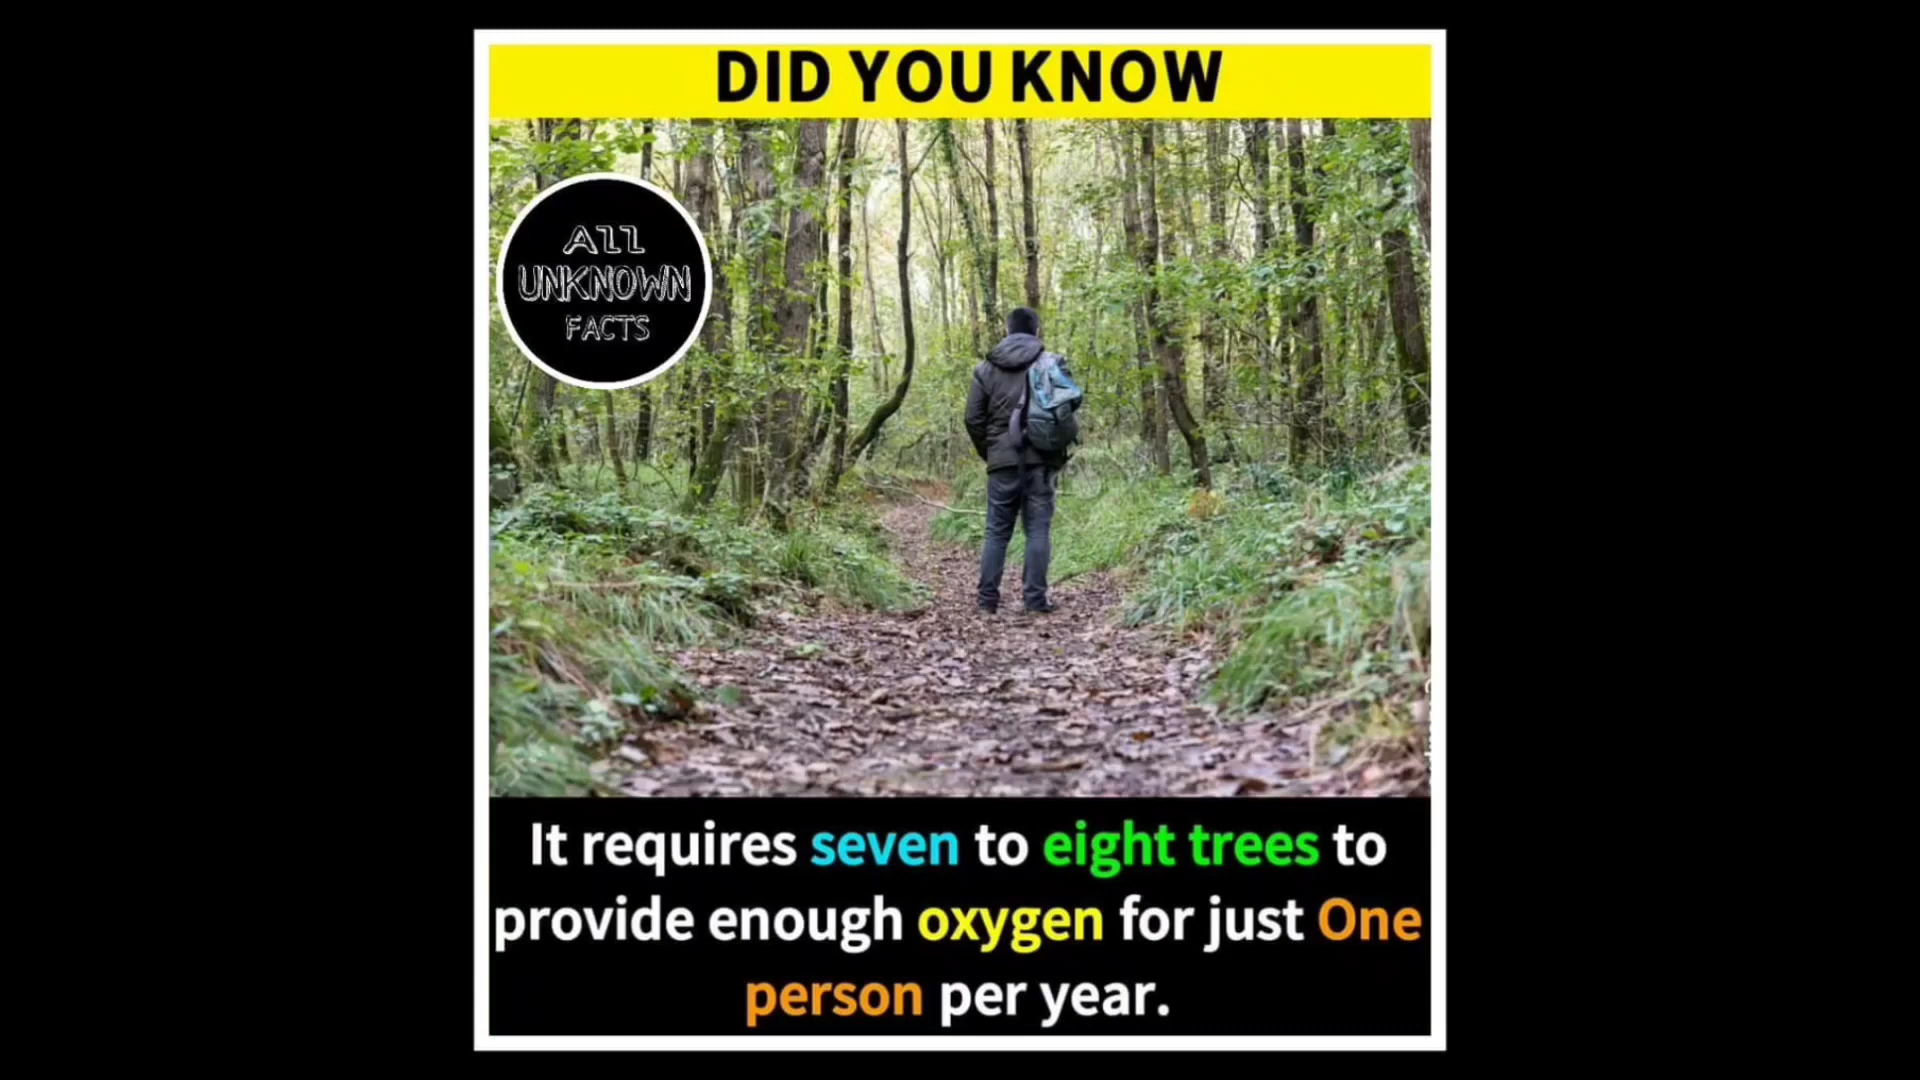 DID YOU KNOW
ALL
UNKNOWN
FACTS
It requires seven to eight trees to
provide enough oxygen for just One
person per year.